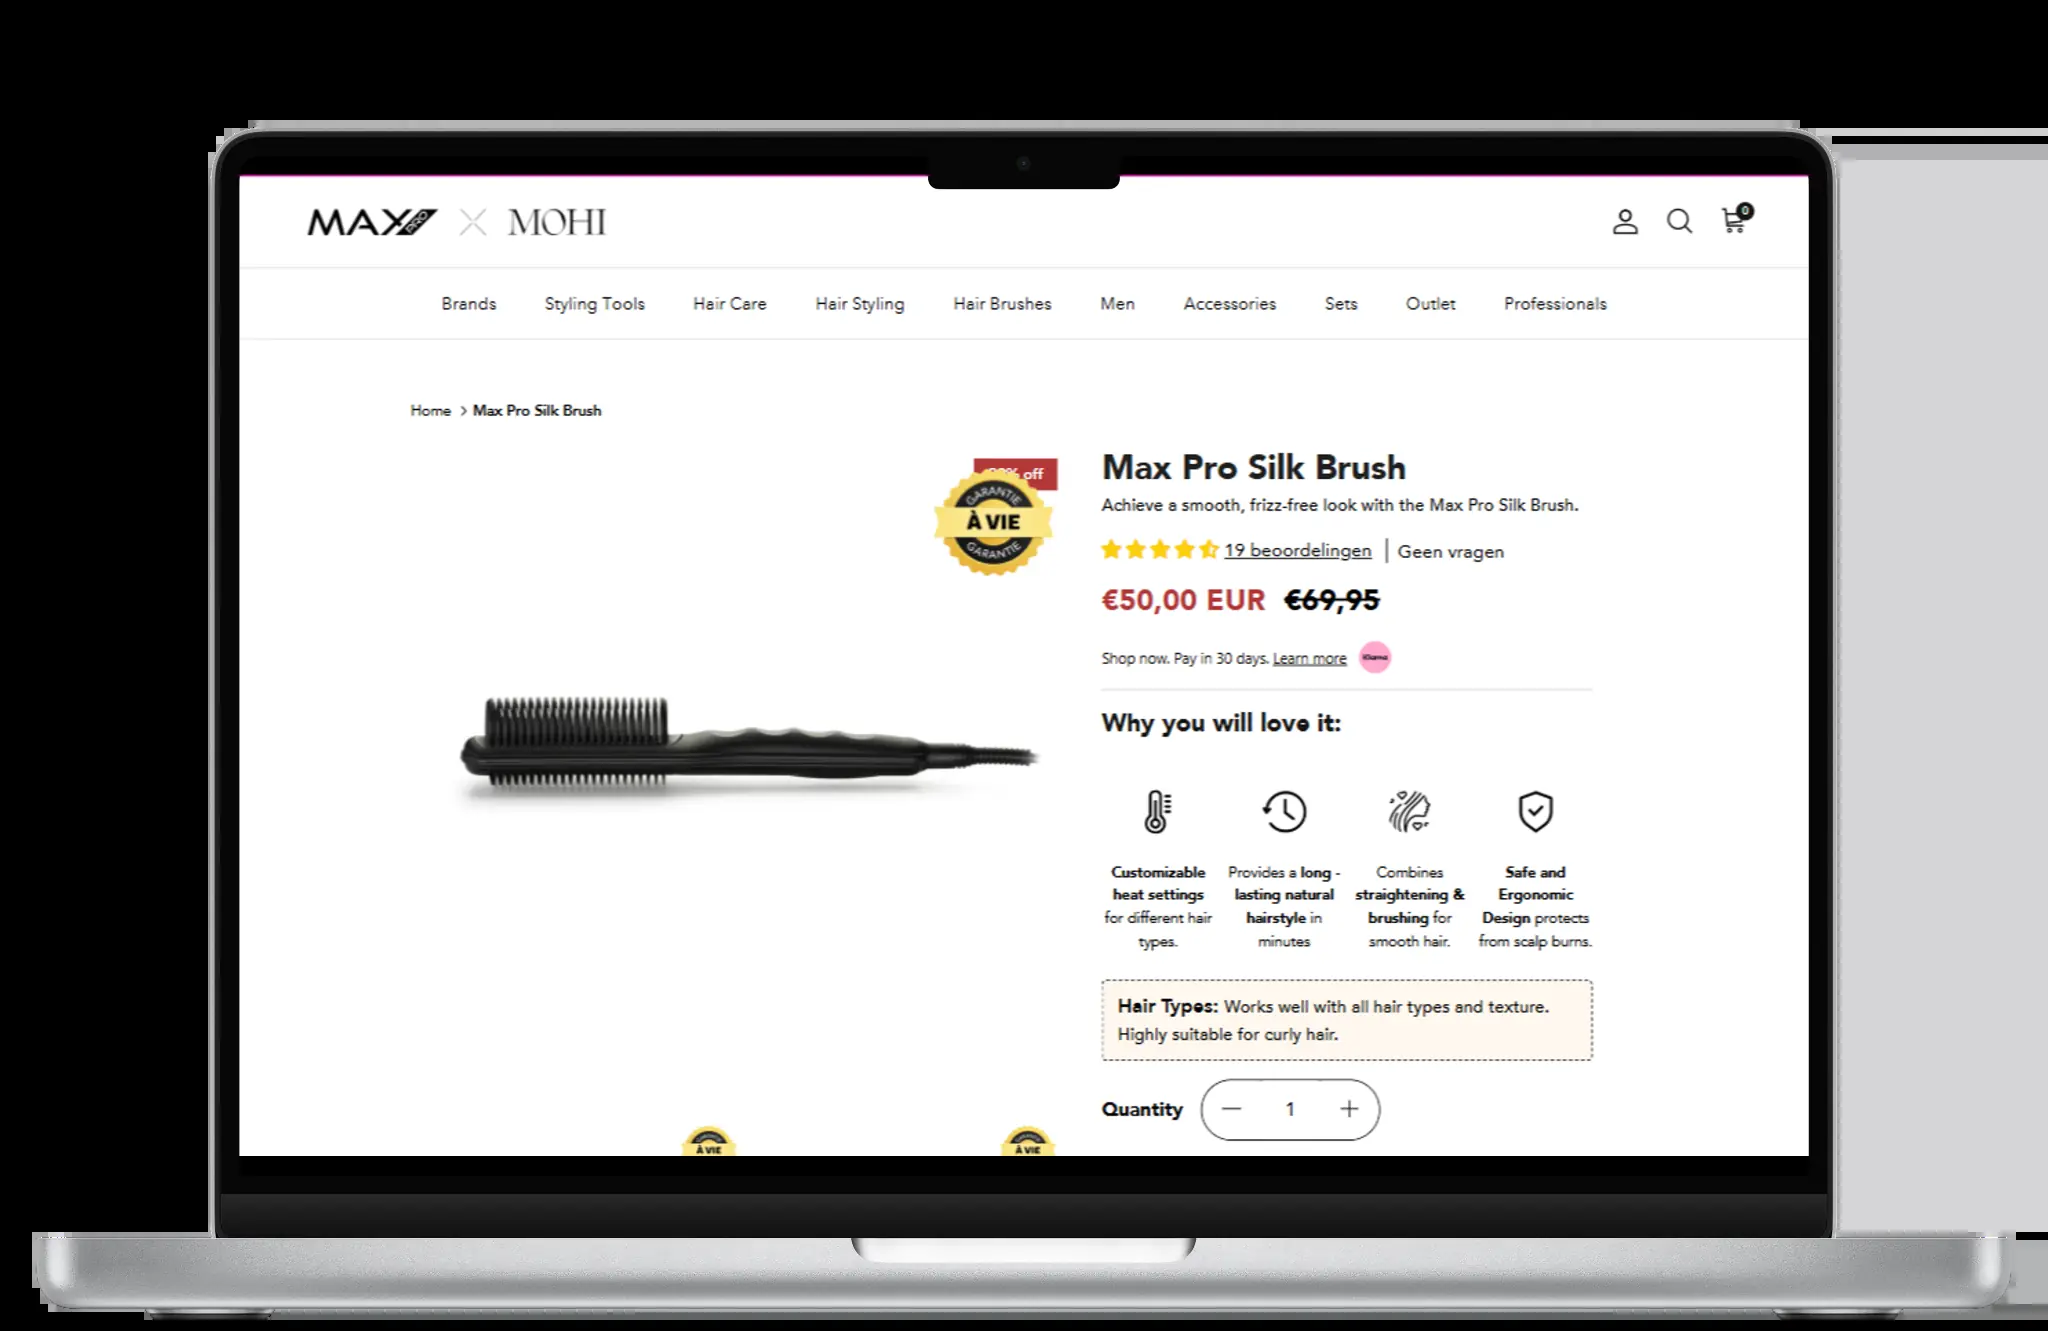 MAX PRO X MOHI
0
Brands Styling Tools Hair Care Hair Styling Hair Brushes Men Accessories Sets Outlet Professionals
Home > Max Pro Silk Brush
off
GARANTIE
À VIE
GARANTIE
Max Pro Silk Brush
Achieve a smooth, frizz-free look with the Max Pro Silk Brush.
19 beoordelingen | Geen vragen
€50,00 EUR €69,95
Shop now. Pay in 30 days. Learn more Klarna
Why you will love it:
Customizable
heat settings
for different hair
types.
Provides a long -
lasting natural
hairstyle in
minutes
Combines
straightening &
brushing for
smooth hair.
Safe and
Ergonomic
Design protects
from scalp burns.
Hair Types: Works well with all hair types and texture.
Highly suitable for curly hair.
Quantity — 1 +
À VIE
À VIE